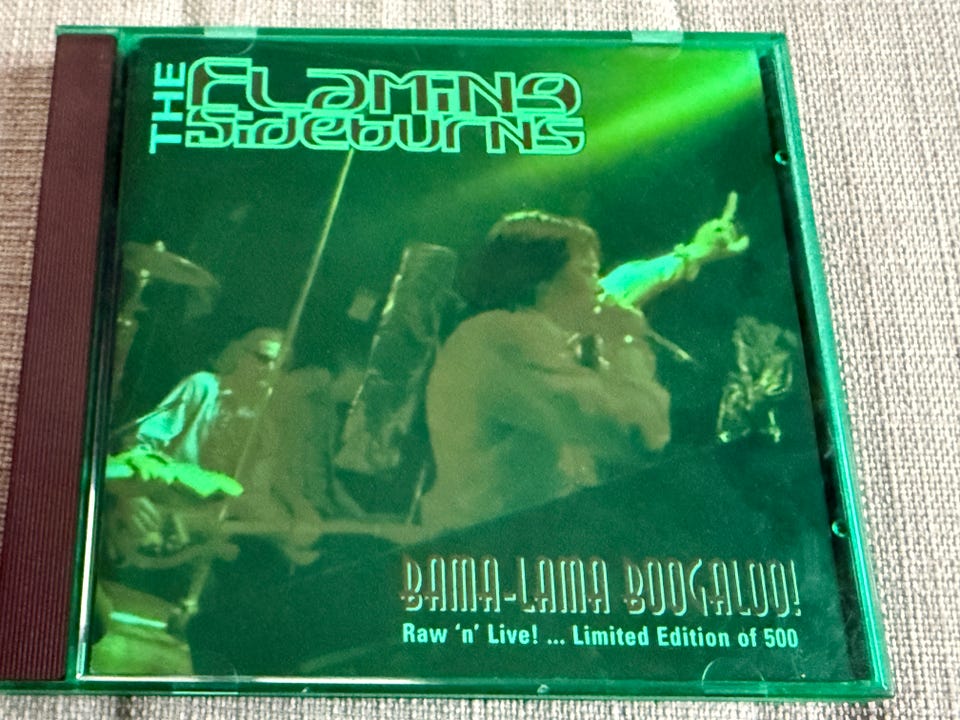 THE FLaMiNG
SideburNS
BAMA-LAMA BOOGALOO!
Raw 'n' Live! ... Limited Edition of 500